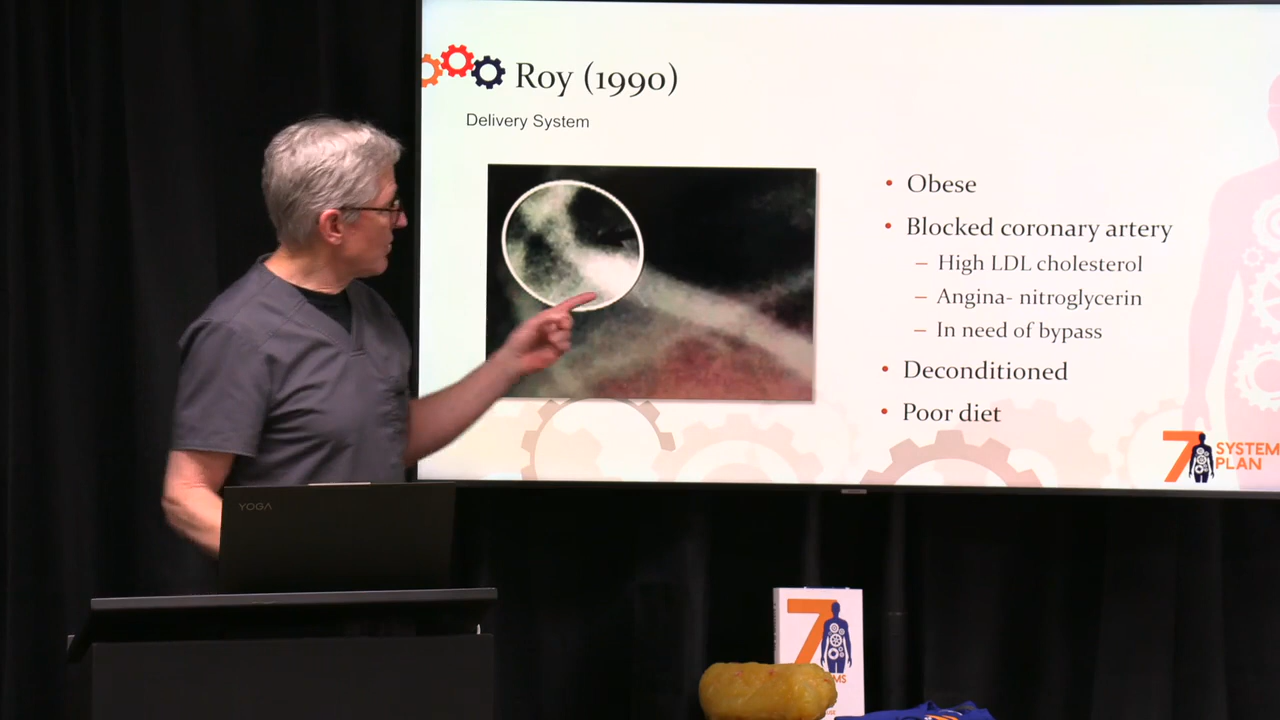 Roy (1990)
Delivery System
• Obese
• Blocked coronary artery
– High LDL cholesterol
– Angina- nitroglycerin
– In need of bypass
• Deconditioned
• Poor diet
7 SYSTEM
PLAN
YOGA
7